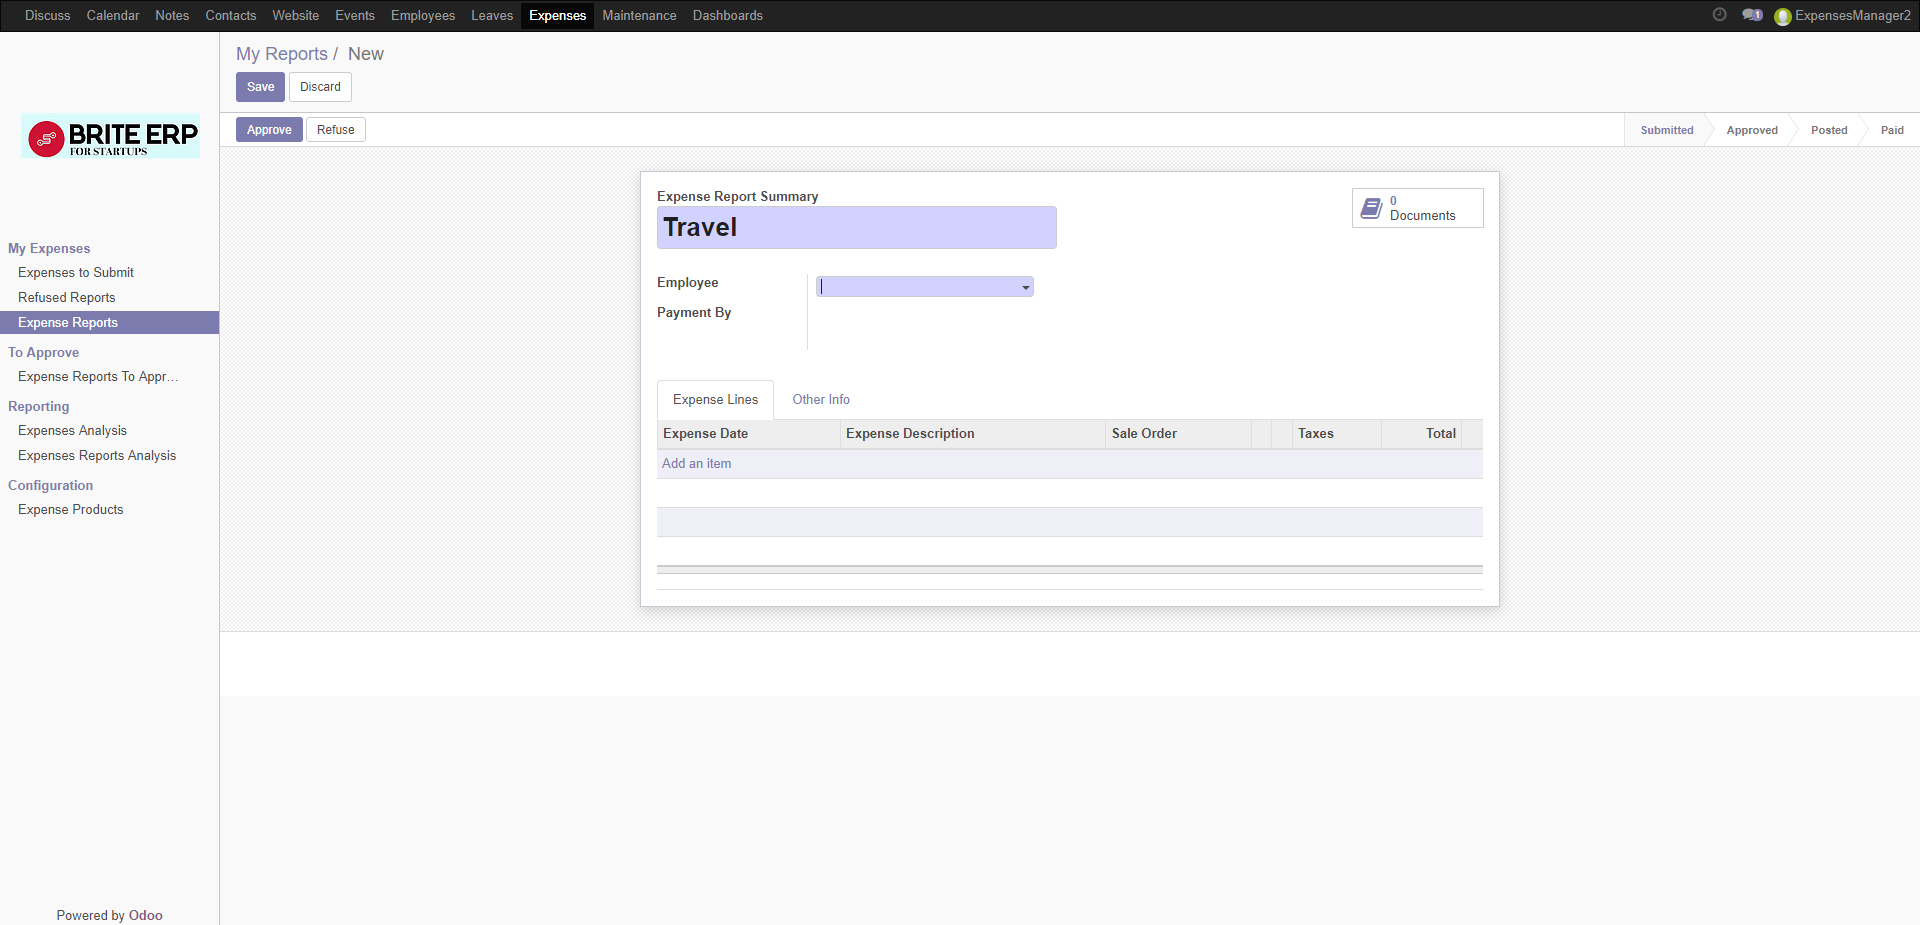 Discuss Calendar Notes Contacts Website Events Employees Leaves Expenses Maintenance Dashboards 1 ExpensesManager2
My Reports / New
Save Discard
Approve Refuse Submitted Approved Posted Paid
BRITE ERP
FOR STARTUPS
My Expenses
Expenses to Submit
Refused Reports
Expense Reports
To Approve
Expense Reports To Appr…
Reporting
Expenses Analysis
Expenses Reports Analysis
Configuration
Expense Products
Powered by Odoo
Expense Report Summary
Travel
0
Documents
Employee
Payment By
Expense Lines Other Info
Expense Date Expense Description Sale Order Taxes Total
Add an item